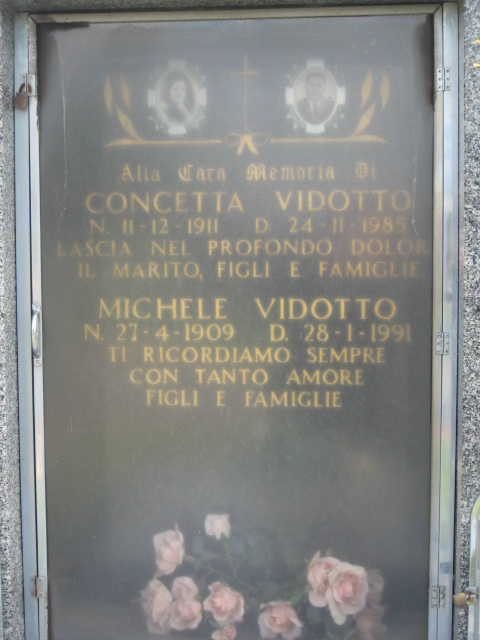 Alla Cara Memoria Di
CONCETTA VIDOTTO
N. 11-12-1911 D. 24-11-1985
LASCIA NEL PROFONDO DOLOR
IL MARITO, FIGLI E FAMIGLIE.
MICHELE VIDOTTO
N. 27-4-1909 D. 28-1-1991
TI RICORDIAMO SEMPRE
CON TANTO AMORE
FIGLI E FAMIGLIE